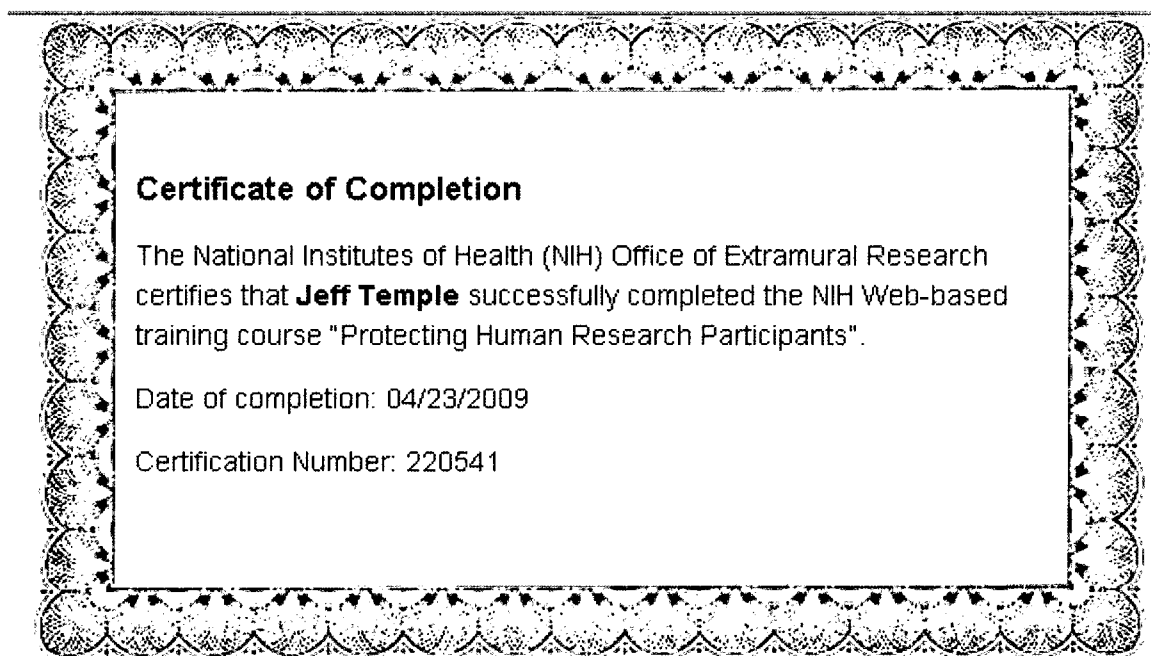 Certificate of Completion
The National Institutes of Health (NIH) Office of Extramural Research
certifies that Jeff Temple successfully completed the NIH Web-based
training course "Protecting Human Research Participants".
Date of completion: 04/23/2009
Certification Number: 220541